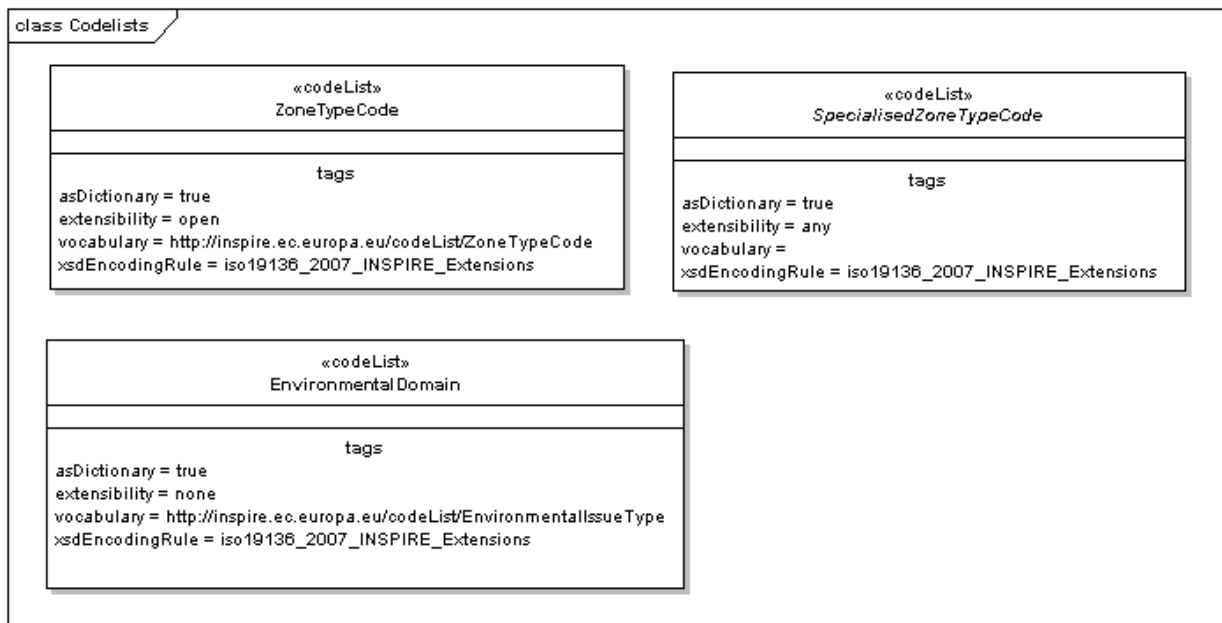 class Codelists
«codeList»
ZoneTypeCode
tags
asDictionary = true
extensibility = open
vocabulary = http://inspire.ec.europa.eu/codeList/ZoneTypeCode
xsdEncodingRule = iso19136_2007_INSPIRE_Extensions
«codeList»
SpecialisedZoneTypeCode
tags
asDictionary = true
extensibility = any
vocabulary =
xsdEncodingRule = iso19136_2007_INSPIRE_Extensions
«codeList»
EnvironmentalDomain
tags
asDictionary = true
extensibility = none
vocabulary = http://inspire.ec.europa.eu/codeList/EnvironmentalIssueType
xsdEncodingRule = iso19136_2007_INSPIRE_Extensions